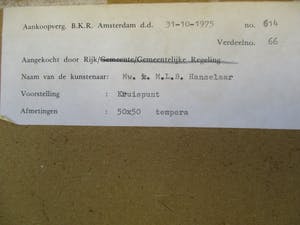 Aankoopverg. B.K.R. Amsterdam d.d. 31-10-1975 no. 614
Verdeelno. 66
Aangekocht door Rijk/Gemeente/Gemeentelijke Regeling
Naam van de kunstenaar: Mw. M.L.B. Hanselaar
Voorstelling : Kruispunt
Afmetingen : 50x50 tempera